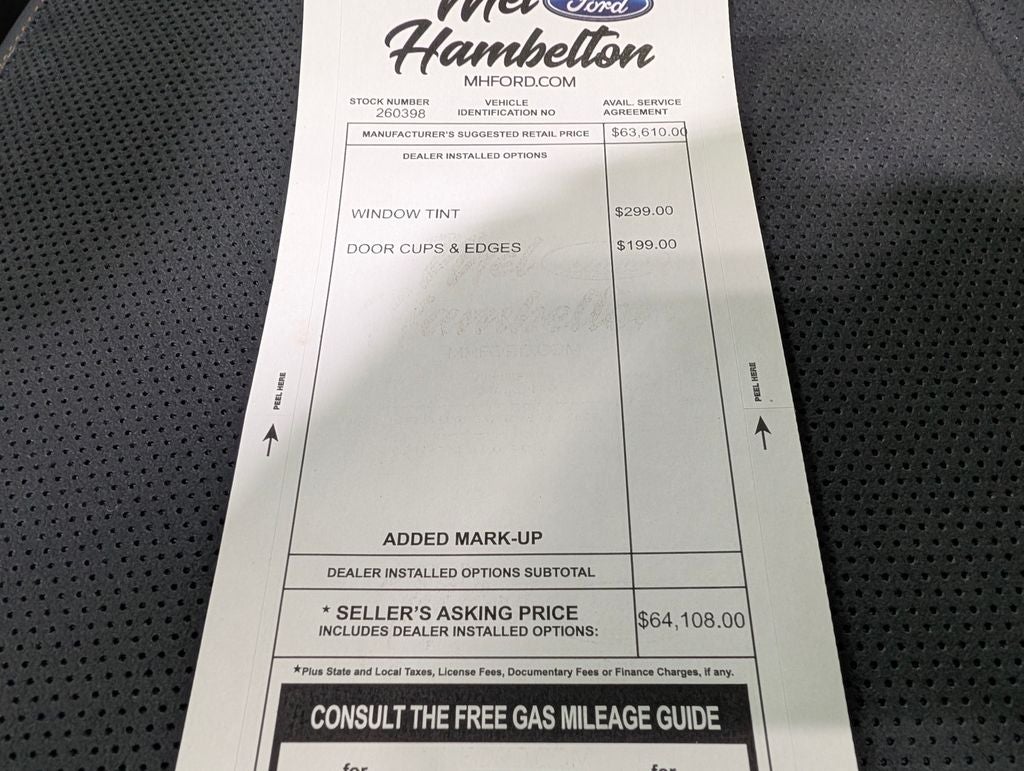 Mel Ford
Hambelton
MHFORD.COM
STOCK NUMBER
260398
VEHICLE
IDENTIFICATION NO
AVAIL. SERVICE
AGREEMENT
MANUFACTURER'S SUGGESTED RETAIL PRICE $63,610.00
DEALER INSTALLED OPTIONS
WINDOW TINT $299.00
DOOR CUPS & EDGES $199.00
PEEL HERE
PEEL HERE
ADDED MARK-UP
DEALER INSTALLED OPTIONS SUBTOTAL
* SELLER'S ASKING PRICE $64,108.00
INCLUDES DEALER INSTALLED OPTIONS:
*Plus State and Local Taxes, License Fees, Documentary Fees or Finance Charges, if any.
CONSULT THE FREE GAS MILEAGE GUIDE
for for